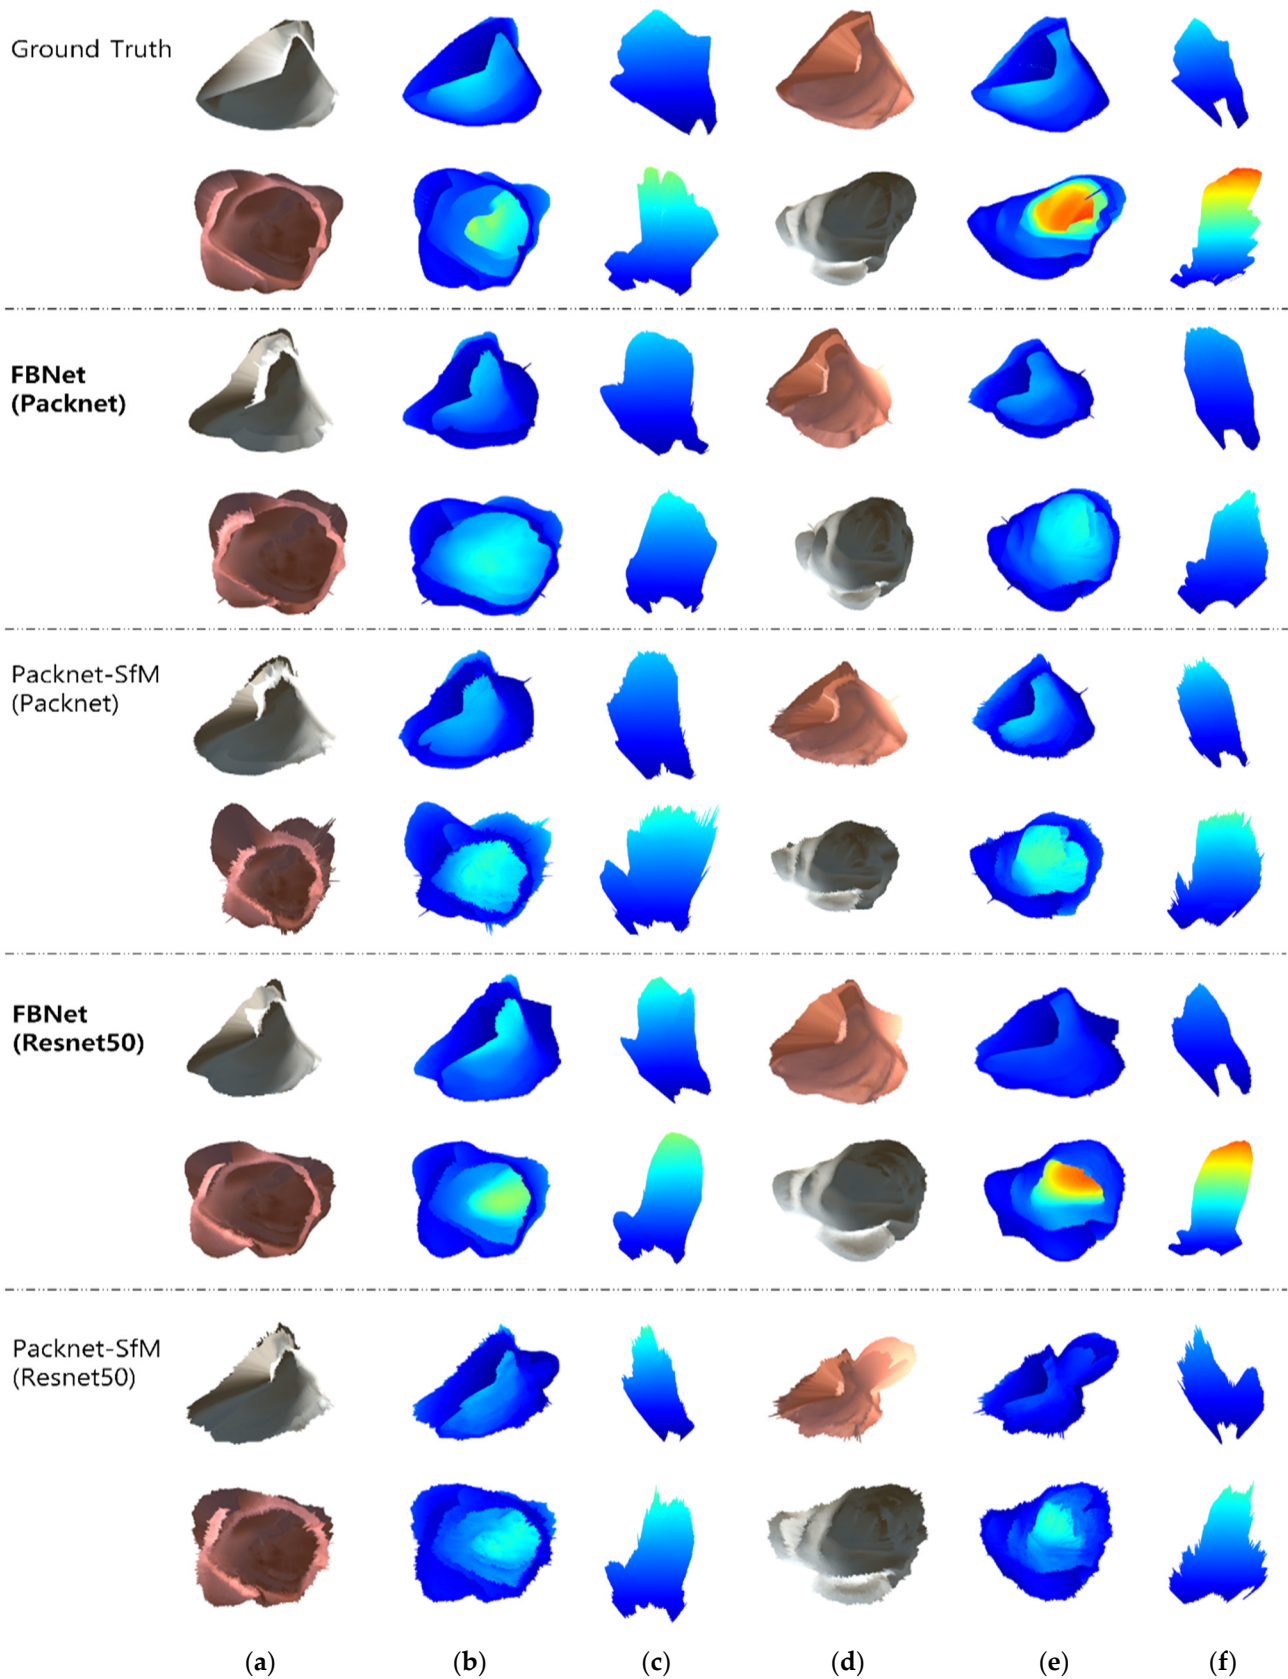 Ground Truth
FBNet
(Packnet)
Packnet-SfM
(Packnet)
FBNet
(Resnet50)
Packnet-SfM
(Resnet50)
(a) (b) (c) (d) (e) (f)